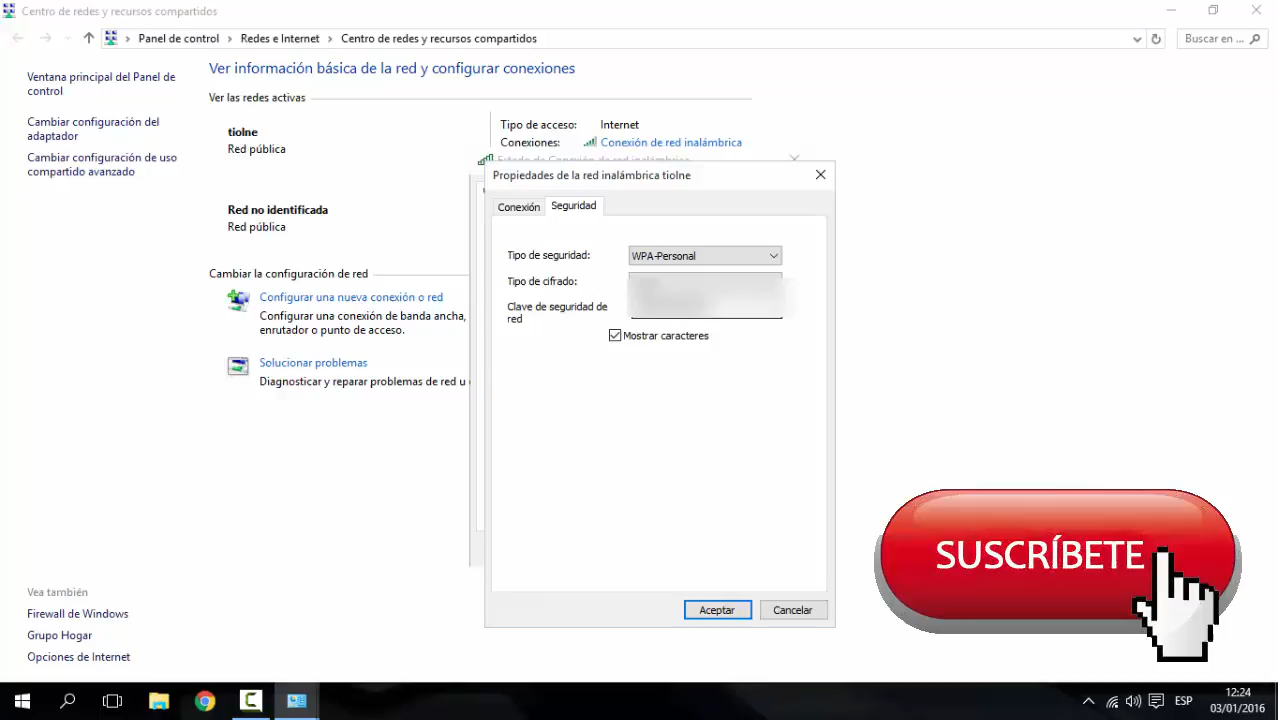 Centro de redes y recursos compartidos
Panel de control
Redes e Internet
Centro de redes y recursos compartidos
Buscar en ...
Ventana principal del Panel de
control
Cambiar configuración del
adaptador
Cambiar configuración de uso
compartido avanzado
Ver información básica de la red y configurar conexiones
Ver las redes activas
tiolne
Red pública
Tipo de acceso: Internet
Conexiones: Conexión de red inalámbrica
Estado de Conexión de red inalámbrica
Red no identificada
Red pública
Cambiar la configuración de red
Configurar una nueva conexión o red
Configurar una conexión de banda ancha,
enrutador o punto de acceso.
Solucionar problemas
Diagnosticar y reparar problemas de red u
Propiedades de la red inalámbrica tiolne
Conexión
Seguridad
Tipo de seguridad: WPA-Personal
Tipo de cifrado:
Clave de seguridad de
red
Mostrar caracteres
Aceptar
Cancelar
SUSCRÍBETE
Vea también
Firewall de Windows
Grupo Hogar
Opciones de Internet
ESP
12:24
03/01/2016